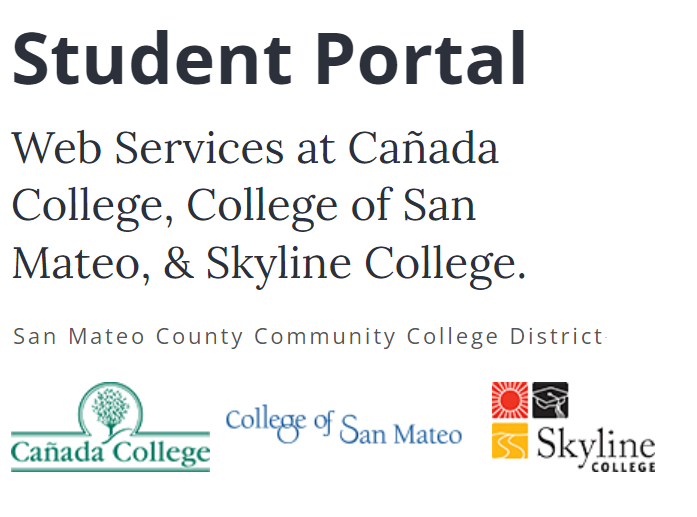 Student Portal
Web Services at Cañada
College, College of San
Mateo, & Skyline College.
San Mateo County Community College District
Cañada College
College of San Mateo
Skyline
COLLEGE